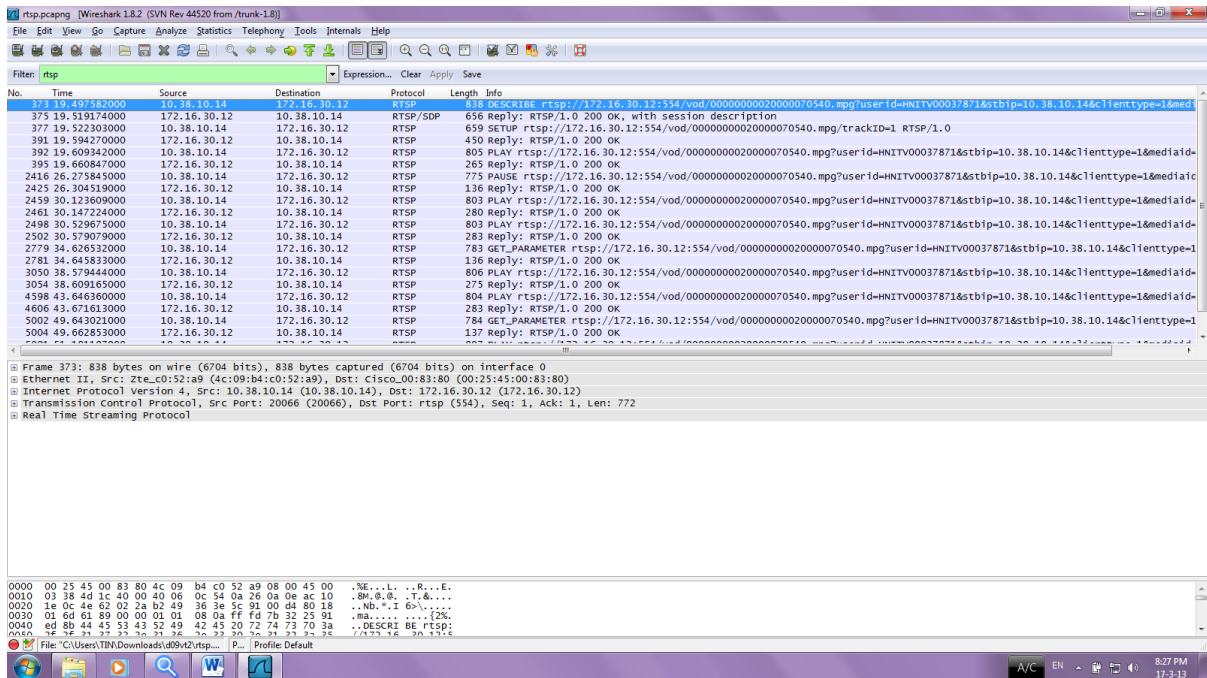 rtsp.pcapng [Wireshark 1.8.2 (SVN Rev 44520 from /trunk-1.8)]
File Edit View Go Capture Analyze Statistics Telephony Tools Internals Help
Filter: rtsp Expression... Clear Apply Save
No. Time Source Destination Protocol Length Info
373 19.497582000 10.38.10.14 172.16.30.12 RTSP 838 DESCRIBE rtsp://172.16.30.12:554/vod/00000000020000070540.mpg?userid=HNITV00037871&stbip=10.38.10.14&clienttype=1&medi
375 19.519174000 172.16.30.12 10.38.10.14 RTSP/SDP 656 Reply: RTSP/1.0 200 OK, with session description
377 19.522303000 10.38.10.14 172.16.30.12 RTSP 659 SETUP rtsp://172.16.30.12:554/vod/00000000020000070540.mpg/trackID=1 RTSP/1.0
391 19.594270000 172.16.30.12 10.38.10.14 RTSP 450 Reply: RTSP/1.0 200 OK
392 19.609342000 10.38.10.14 172.16.30.12 RTSP 805 PLAY rtsp://172.16.30.12:554/vod/00000000020000070540.mpg?userid=HNITV00037871&stbip=10.38.10.14&clienttype=1&mediaid=
395 19.660847000 172.16.30.12 10.38.10.14 RTSP 265 Reply: RTSP/1.0 200 OK
2416 26.275845000 10.38.10.14 172.16.30.12 RTSP 775 PAUSE rtsp://172.16.30.12:554/vod/00000000020000070540.mpg?userid=HNITV00037871&stbip=10.38.10.14&clienttype=1&mediaic
2425 26.304519000 172.16.30.12 10.38.10.14 RTSP 136 Reply: RTSP/1.0 200 OK
2459 30.123609000 10.38.10.14 172.16.30.12 RTSP 803 PLAY rtsp://172.16.30.12:554/vod/00000000020000070540.mpg?userid=HNITV00037871&stbip=10.38.10.14&clienttype=1&mediaid=
2461 30.147224000 172.16.30.12 10.38.10.14 RTSP 280 Reply: RTSP/1.0 200 OK
2498 30.529675000 10.38.10.14 172.16.30.12 RTSP 803 PLAY rtsp://172.16.30.12:554/vod/00000000020000070540.mpg?userid=HNITV00037871&stbip=10.38.10.14&clienttype=1&mediaid=
2502 30.579079000 172.16.30.12 10.38.10.14 RTSP 283 Reply: RTSP/1.0 200 OK
2779 34.626532000 10.38.10.14 172.16.30.12 RTSP 783 GET_PARAMETER rtsp://172.16.30.12:554/vod/00000000020000070540.mpg?userid=HNITV00037871&stbip=10.38.10.14&clienttype=1
2781 34.645833000 172.16.30.12 10.38.10.14 RTSP 136 Reply: RTSP/1.0 200 OK
3050 38.579444000 10.38.10.14 172.16.30.12 RTSP 806 PLAY rtsp://172.16.30.12:554/vod/00000000020000070540.mpg?userid=HNITV00037871&stbip=10.38.10.14&clienttype=1&mediaid=
3054 38.609165000 172.16.30.12 10.38.10.14 RTSP 275 Reply: RTSP/1.0 200 OK
4598 43.646360000 10.38.10.14 172.16.30.12 RTSP 804 PLAY rtsp://172.16.30.12:554/vod/00000000020000070540.mpg?userid=HNITV00037871&stbip=10.38.10.14&clienttype=1&mediaid=
4606 43.671613000 172.16.30.12 10.38.10.14 RTSP 283 Reply: RTSP/1.0 200 OK
5002 49.643021000 10.38.10.14 172.16.30.12 RTSP 784 GET_PARAMETER rtsp://172.16.30.12:554/vod/00000000020000070540.mpg?userid=HNITV00037871&stbip=10.38.10.14&clienttype=1
5004 49.662853000 172.16.30.12 10.38.10.14 RTSP 137 Reply: RTSP/1.0 200 OK
Frame 373: 838 bytes on wire (6704 bits), 838 bytes captured (6704 bits) on interface 0
Ethernet II, Src: Zte_c0:52:a9 (4c:09:b4:c0:52:a9), Dst: Cisco_00:83:80 (00:25:45:00:83:80)
Internet Protocol Version 4, Src: 10.38.10.14 (10.38.10.14), Dst: 172.16.30.12 (172.16.30.12)
Transmission Control Protocol, Src Port: 20066 (20066), Dst Port: rtsp (554), Seq: 1, Ack: 1, Len: 772
Real Time Streaming Protocol
0000 00 25 45 00 83 80 4c 09 b4 c0 52 a9 08 00 45 00 .%E...L. ..R...E.
0010 03 38 4d 1c 40 00 40 06 0c 54 0a 26 0a 0e ac 10 .8M.@.@. .T.&....
0020 1e 0c 4e 62 02 2a b2 49 36 3e 5c 91 00 d4 80 18 ..Nb.*.I 6>\.....
0030 01 6d 61 89 00 00 01 01 08 0a ff fd 7b 32 25 91 .ma..... ....{2%.
0040 ed 8b 44 45 53 43 52 49 42 45 20 72 74 73 70 3a ..DESCRI BE rtsp:
0050 2f 2f 31 37 32 2e 31 36 2e 33 30 2e 31 32 3a 35 //172.16 .30.12:5
File: "C:\Users\TIN\Downloads\d09vt2\rtsp.... P... Profile: Default
W
A/C EN 8:27 PM
17-3-13